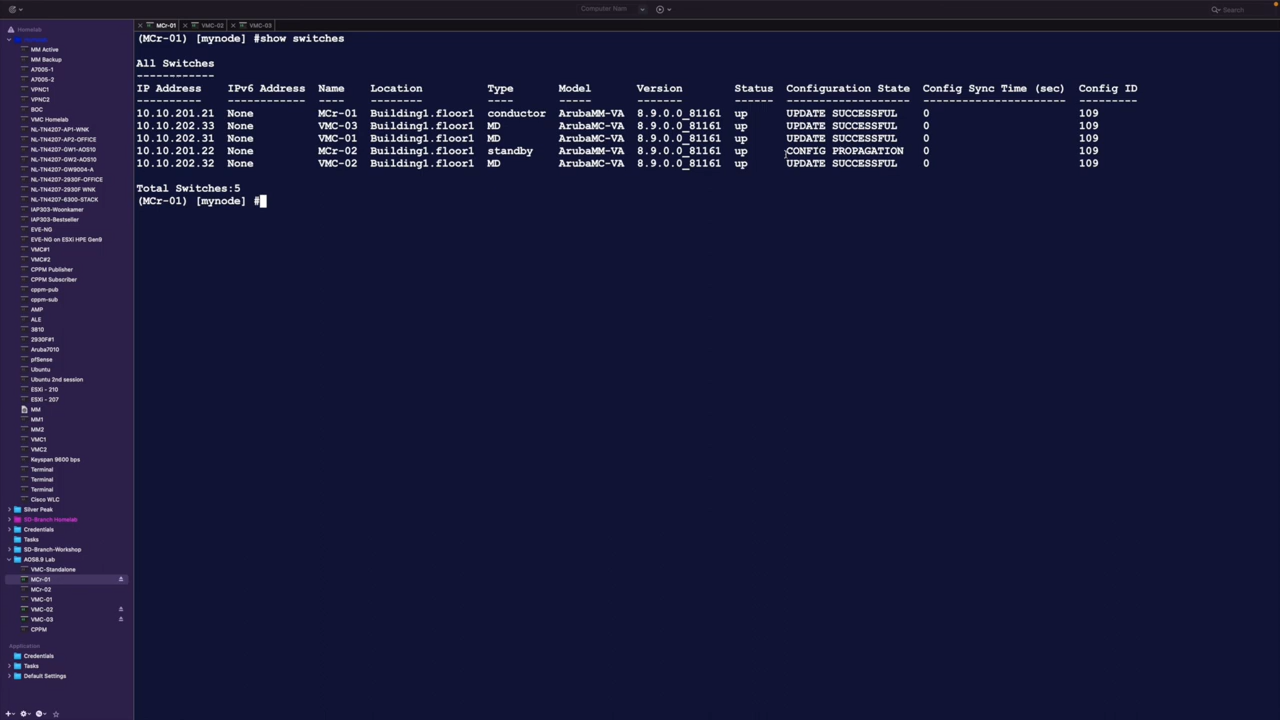 Computer Nam
Search
Homelab
MM Active
MM Backup
A7005-1
A7005-2
VPNC1
VPNC2
BOC
VMC Homelab
NL-TN4207-AP1-WNK
NL-TN4207-AP2-OFFICE
NL-TN4207-GW1-AOS10
NL-TN4207-GW2-AOS10
NL-TN4207-GW9004-A
NL-TN4207-2930F-OFFICE
NL-TN4207-2930F WNK
NL-TN4207-6300-STACK
IAP303-Woonkamer
IAP303-Bestseller
EVE-NG
EVE-NG on ESXi HPE Gen9
VMC#1
VMC#2
CPPM Publisher
CPPM Subscriber
cppm-pub
cppm-sub
AMP
ALE
3810
2930F#1
Aruba7010
pfSense
Ubuntu
Ubuntu 2nd session
ESXi - 210
ESXi - 207
MM
MM1
MM2
VMC1
VMC2
Keyspan 9600 bps
Terminal
Terminal
Terminal
Cisco WLC
Silver Peak
SD-Branch Homelab
Credentials
Tasks
SD-Branch-Workshop
AOS8.9 Lab
VMC-Standalone
MCr-01
MCr-02
VMC-01
VMC-02
VMC-03
CPPM
Application
Credentials
Tasks
Default Settings
MCr-01 VMC-02 VMC-03
(MCr-01) [mynode] #show switches
All Switches
------------
IP Address IPv6 Address Name Location Type Model Version Status Configuration State Config Sync Time (sec) Config ID
---------- ------------ ---- -------- ---- ----- ------- ------ ------------------- ---------------------- ---------
10.10.201.21 None MCr-01 Building1.floor1 conductor ArubaMM-VA 8.9.0.0_81161 up UPDATE SUCCESSFUL 0 109
10.10.202.33 None VMC-03 Building1.floor1 MD ArubaMC-VA 8.9.0.0_81161 up UPDATE SUCCESSFUL 0 109
10.10.202.31 None VMC-01 Building1.floor1 MD ArubaMC-VA 8.9.0.0_81161 up UPDATE SUCCESSFUL 0 109
10.10.201.22 None MCr-02 Building1.floor1 standby ArubaMM-VA 8.9.0.0_81161 up CONFIG PROPAGATION 0 109
10.10.202.32 None VMC-02 Building1.floor1 MD ArubaMC-VA 8.9.0.0_81161 up UPDATE SUCCESSFUL 0 109
Total Switches:5
(MCr-01) [mynode] #